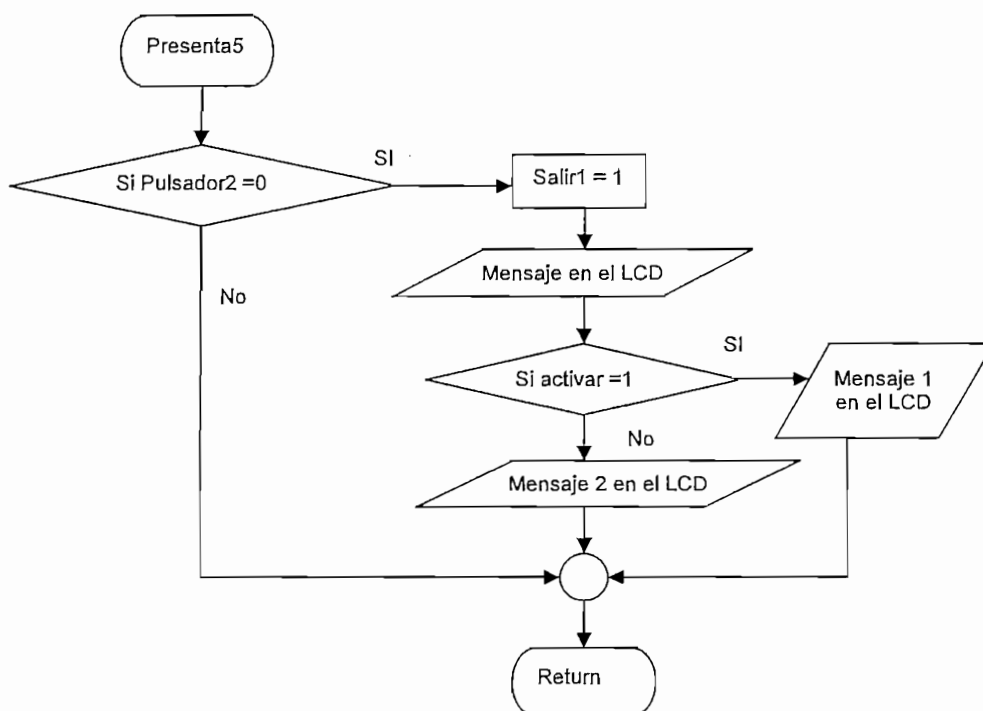 Presenta5
Si Pulsador2 =0
SI
Salir1 = 1
Mensaje en el LCD
No
Si activar =1
SI
Mensaje 1
en el LCD
No
Mensaje 2 en el LCD
Return